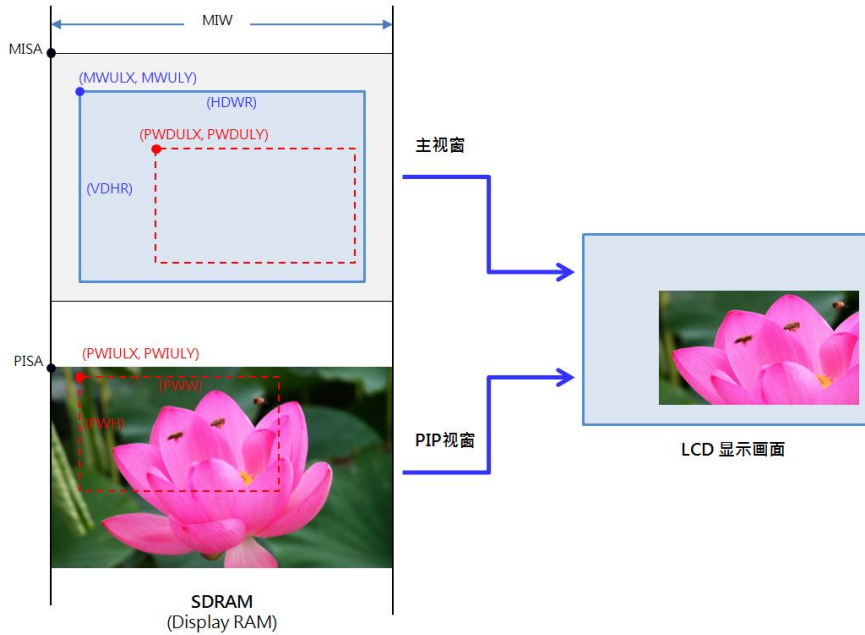 MIW
MISA
(MWULX, MWULY)
(HDWR)
(PWDULX, PWDULY)
(VDHR)
主视窗
PISA
(PWIULX, PWIULY)
(PWW)
(PWH)
PIP视窗
LCD 显示画面
SDRAM
(Display RAM)